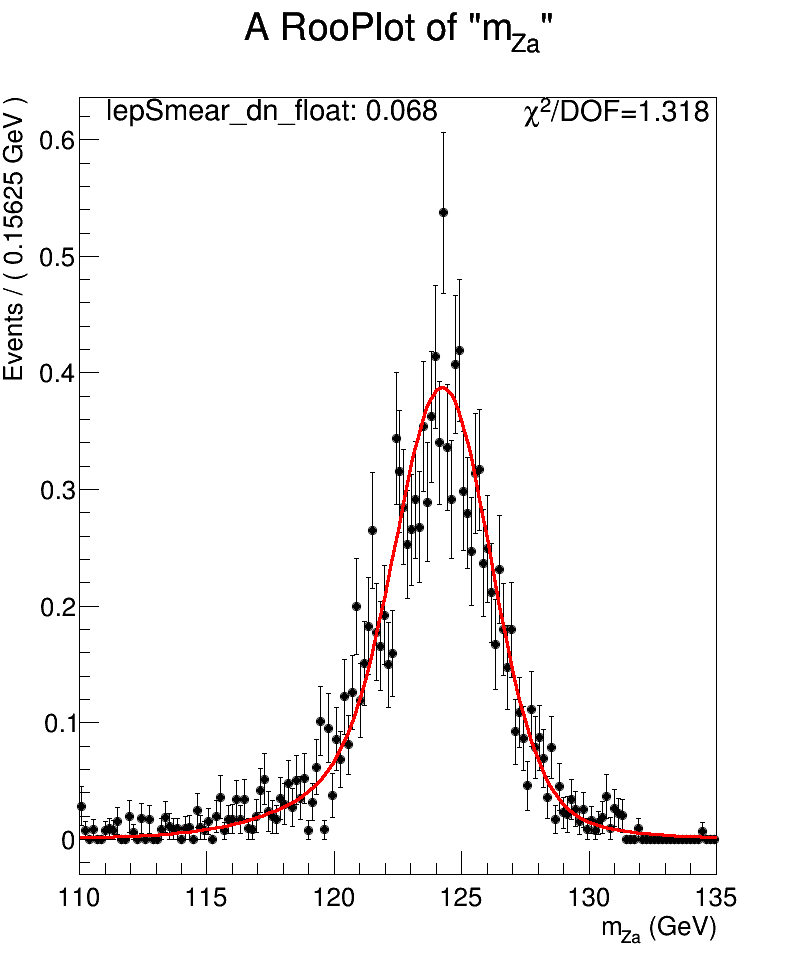 A RooPlot of "m_Za"
lepSmear_dn_float: 0.068
χ²/DOF=1.318
Events / ( 0.15625 GeV )
0.6
0.5
0.4
0.3
0.2
0.1
0
110 115 120 125 130 135
m_Za (GeV)